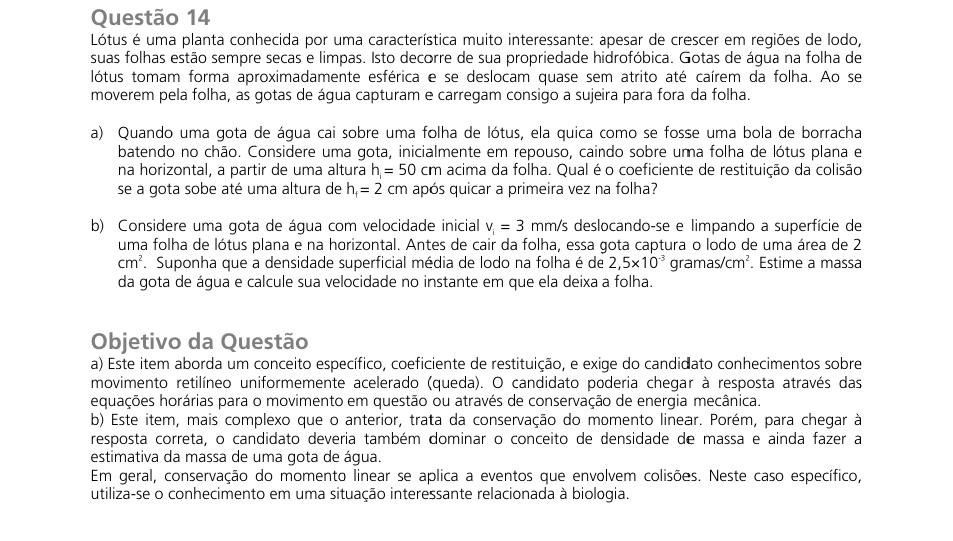 Questão 14
Lótus é uma planta conhecida por uma característica muito interessante: apesar de crescer em regiões de lodo,
suas folhas estão sempre secas e limpas. Isto decorre de sua propriedade hidrofóbica. Gotas de água na folha de
lótus tomam forma aproximadamente esférica e se deslocam quase sem atrito até caírem da folha. Ao se
moverem pela folha, as gotas de água capturam e carregam consigo a sujeira para fora da folha.
a) Quando uma gota de água cai sobre uma folha de lótus, ela quica como se fosse uma bola de borracha
batendo no chão. Considere uma gota, inicialmente em repouso, caindo sobre uma folha de lótus plana e
na horizontal, a partir de uma altura hᵢ = 50 cm acima da folha. Qual é o coeficiente de restituição da colisão
se a gota sobe até uma altura de h_f = 2 cm após quicar a primeira vez na folha?
b) Considere uma gota de água com velocidade inicial vᵢ = 3 mm/s deslocando-se e limpando a superfície de
uma folha de lótus plana e na horizontal. Antes de cair da folha, essa gota captura o lodo de uma área de 2
cm². Suponha que a densidade superficial média de lodo na folha é de 2,5×10⁻³ gramas/cm². Estime a massa
da gota de água e calcule sua velocidade no instante em que ela deixa a folha.
Objetivo da Questão
a) Este item aborda um conceito específico, coeficiente de restituição, e exige do candidato conhecimentos sobre
movimento retilíneo uniformemente acelerado (queda). O candidato poderia chegar à resposta através das
equações horárias para o movimento em questão ou através de conservação de energia mecânica.
b) Este item, mais complexo que o anterior, trata da conservação do momento linear. Porém, para chegar à
resposta correta, o candidato deveria também dominar o conceito de densidade de massa e ainda fazer a
estimativa da massa de uma gota de água.
Em geral, conservação do momento linear se aplica a eventos que envolvem colisões. Neste caso específico,
utiliza-se o conhecimento em uma situação interessante relacionada à biologia.